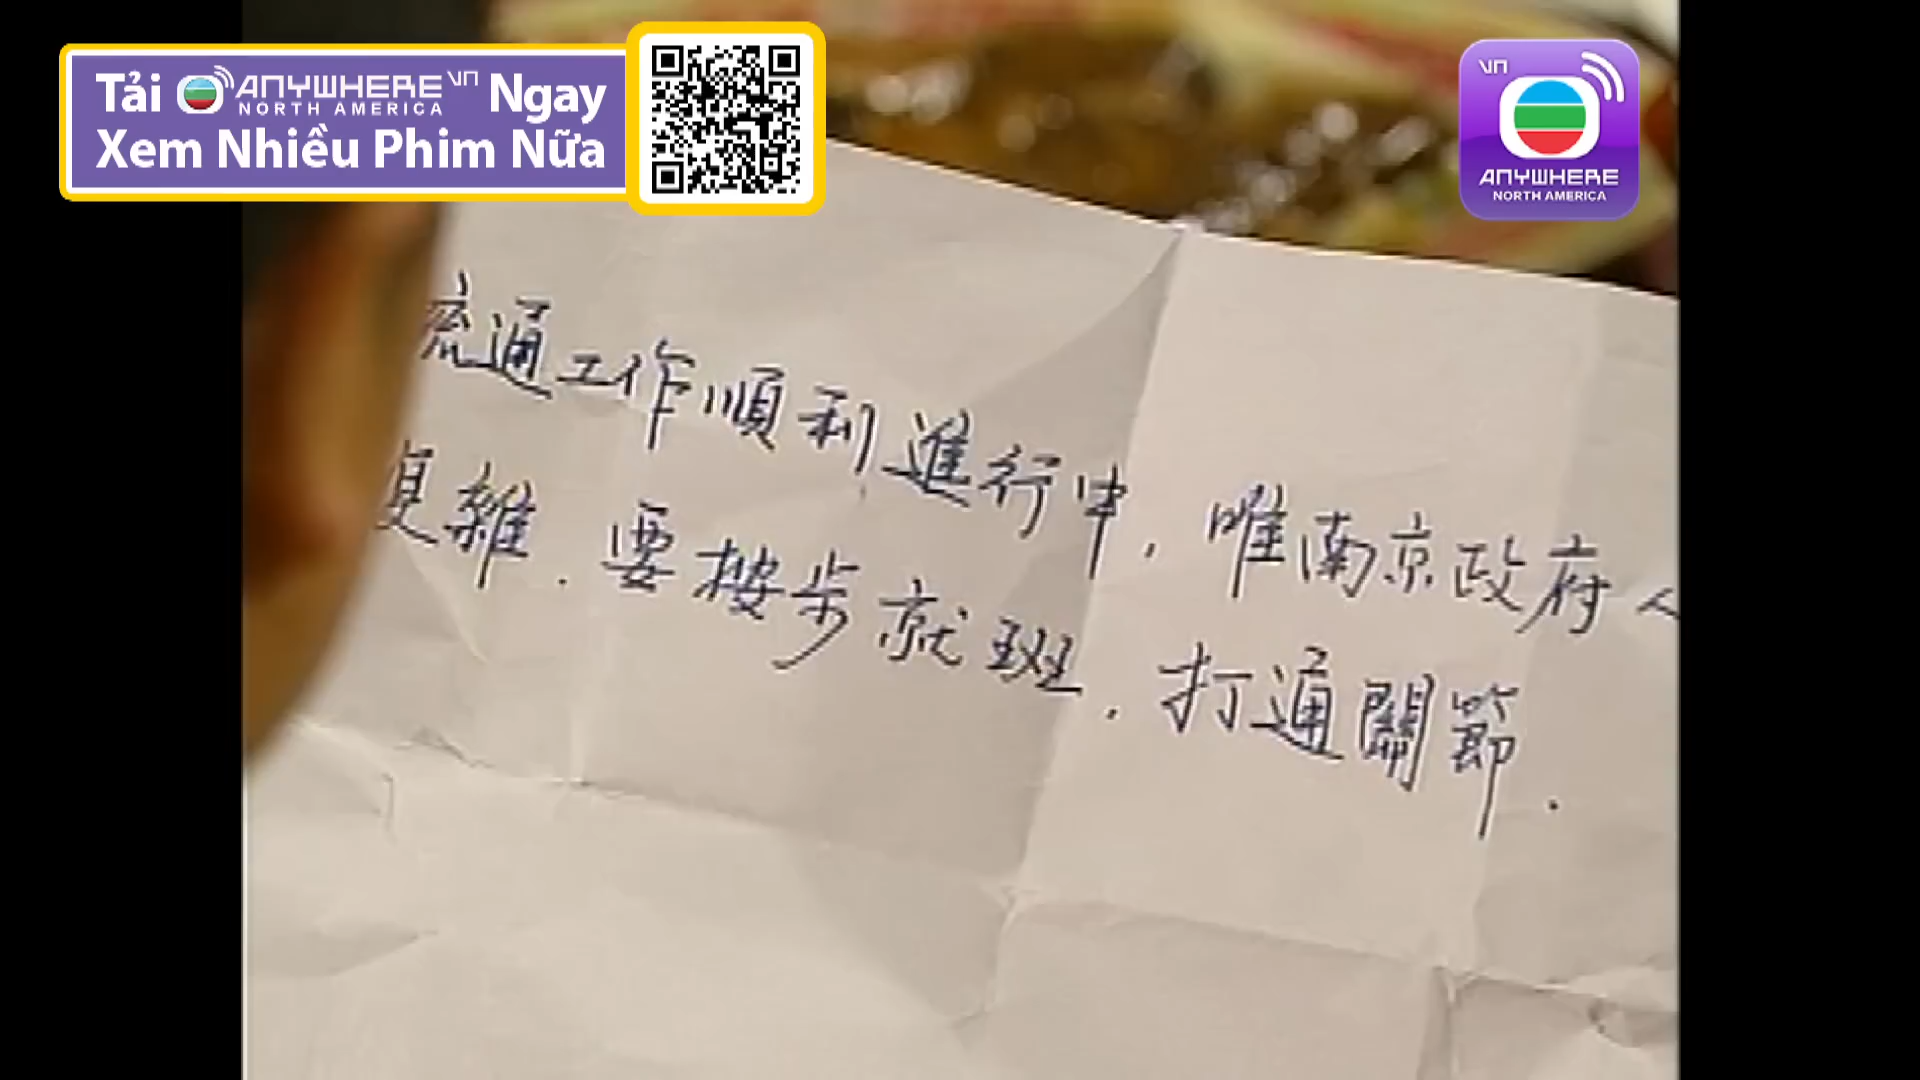 Tải ANYWHERE VN Ngay
NORTH AMERICA
Xem Nhiều Phim Nữa
VN
ANYWHERE
NORTH AMERICA
流通工作順利進行中，唯南京政府人
複雜．要按步就班．打通關節．